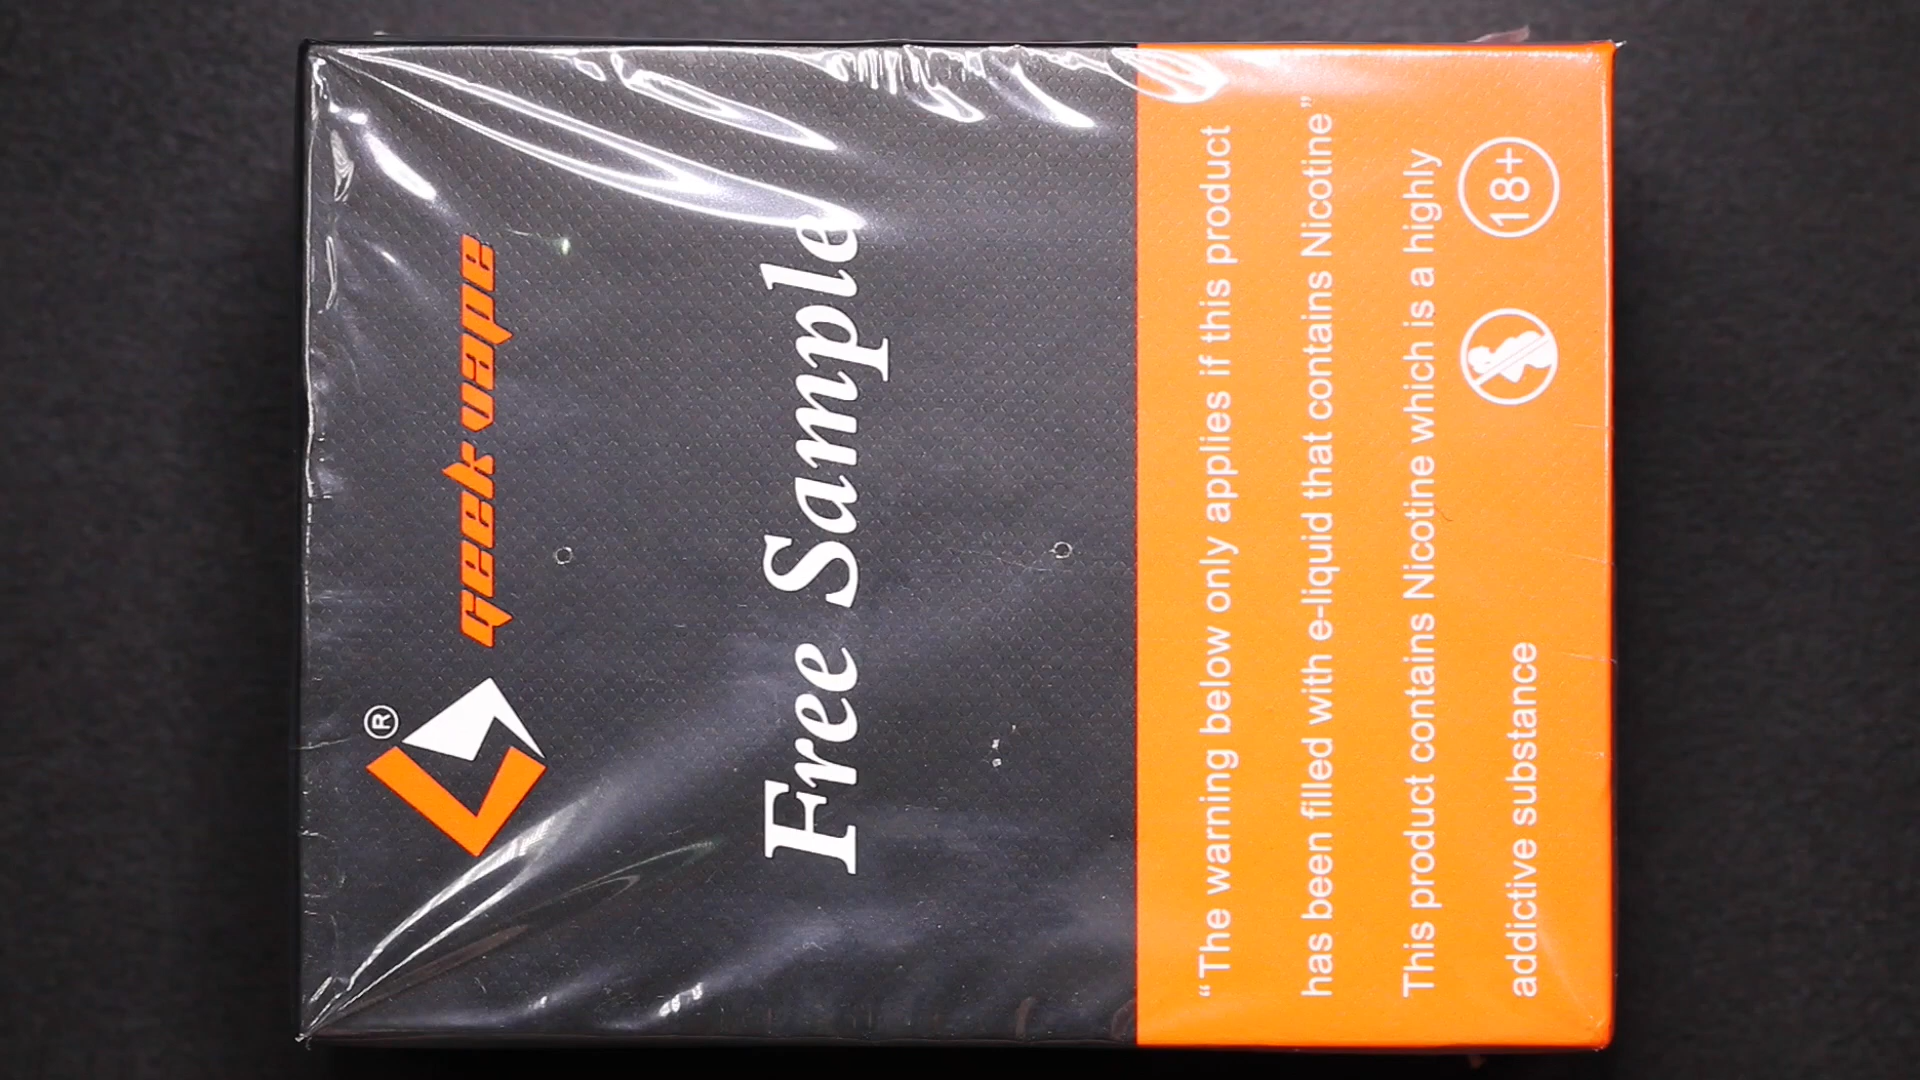 ® geek vape
Free Sample
“The warning below only applies if this product
has been filled with e-liquid that contains Nicotine”
This product contains Nicotine which is a highly
addictive substance
18+